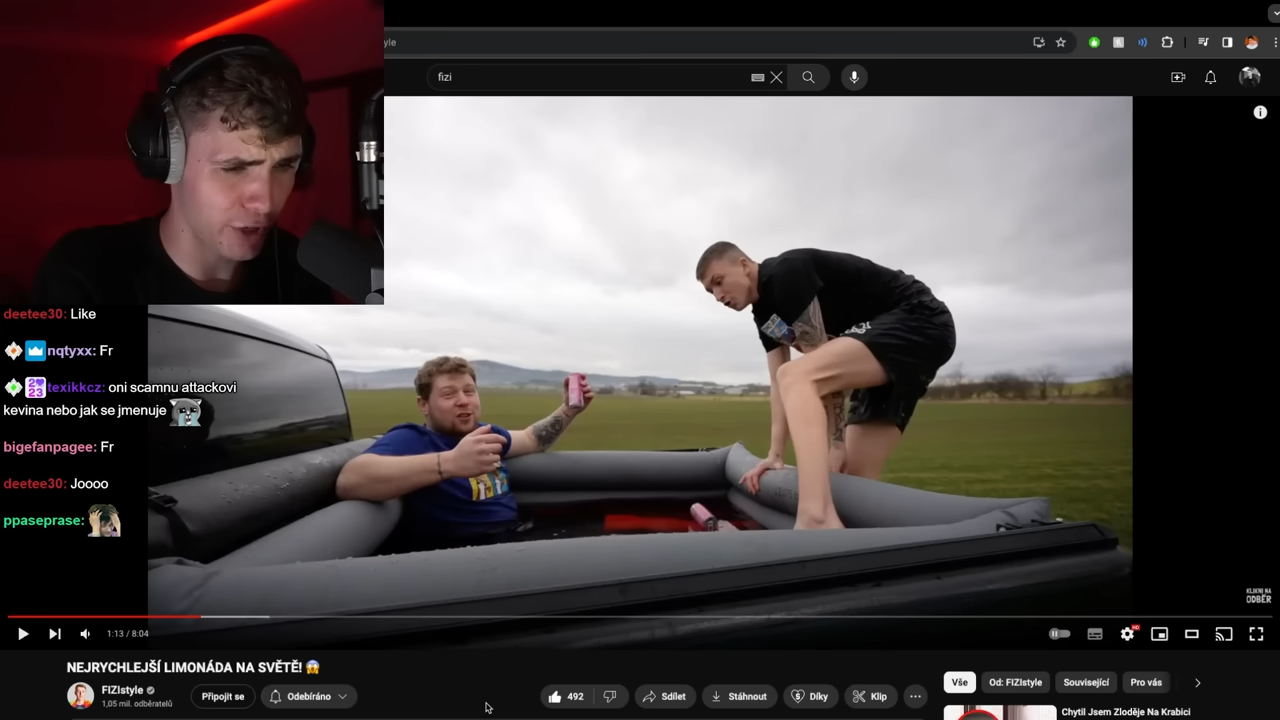 yle
fizi
deetee30: Like
nqtyxx: Fr
texikkcz: oni scamnu attackovi
kevina nebo jak se jmenuje
bigefanpagee: Fr
deetee30: Joooo
ppaseprase:
KLIKNI NA
ODBĚR
1:13 / 8:04
HD
NEJRYCHLEJŠÍ LIMONÁDA NA SVĚTĚ!
FIZIstyle
1,05 mil. odběratelů
Připojit se
Odebíráno
492
Sdílet
Stáhnout
Díky
Klip
Vše
Od: FIZIstyle
Související
Pro vás
Chytil Jsem Zloděje Na Krabici